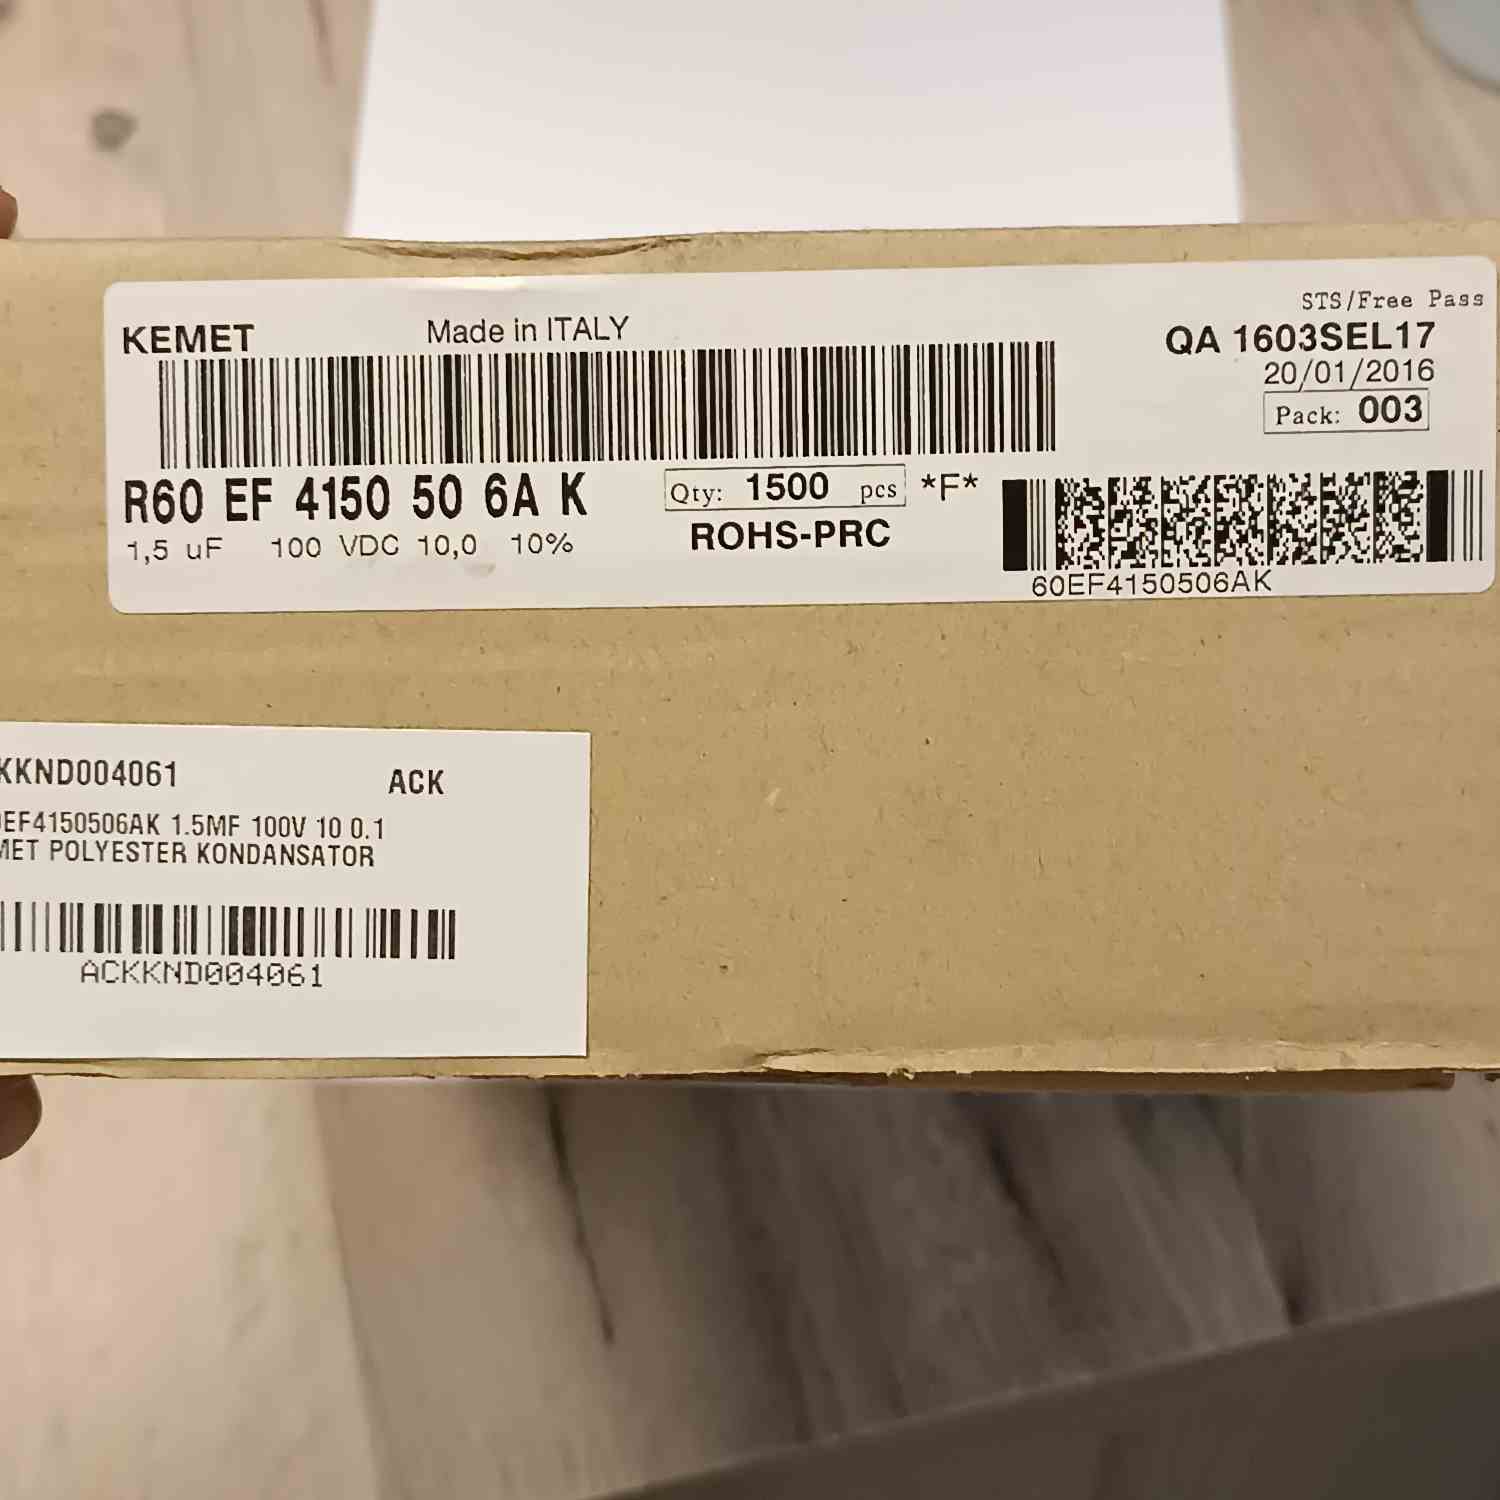 STS/Free Pass
KEMET Made in ITALY QA 1603SEL17
20/01/2016
Pack: 003
R60 EF 4150 50 6A K Qty: 1500 pcs *F*
1,5 uF 100 VDC 10,0 10% ROHS-PRC
60EF4150506AK
KKND004061 ACK
EF4150506AK 1.5MF 100V 10 0.1
MET POLYESTER KONDANSATOR
ACKKND004061